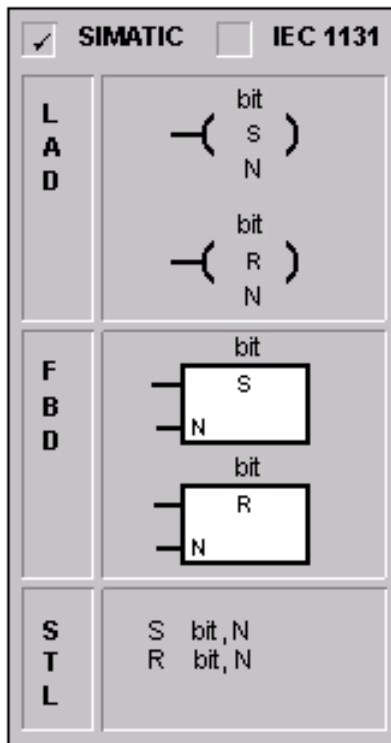 ✓ SIMATIC IEC 1131
L
A
D
bit
S
N
bit
R
N
F
B
D
bit
S
N
bit
R
N
S
T
L
S bit, N
R bit, N